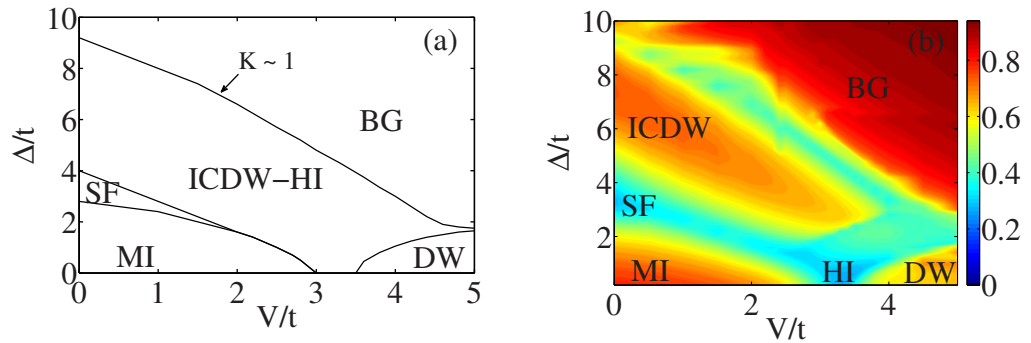 (a)
10
8
6
4
2
0
Δ/t
K ~ 1
BG
ICDW–HI
SF
MI
DW
0 1 2 3 4 5
V/t
(b)
10
8
6
4
2
Δ/t
BG
ICDW
SF
MI
HI
DW
0 2 4
V/t
0.8
0.6
0.4
0.2
0